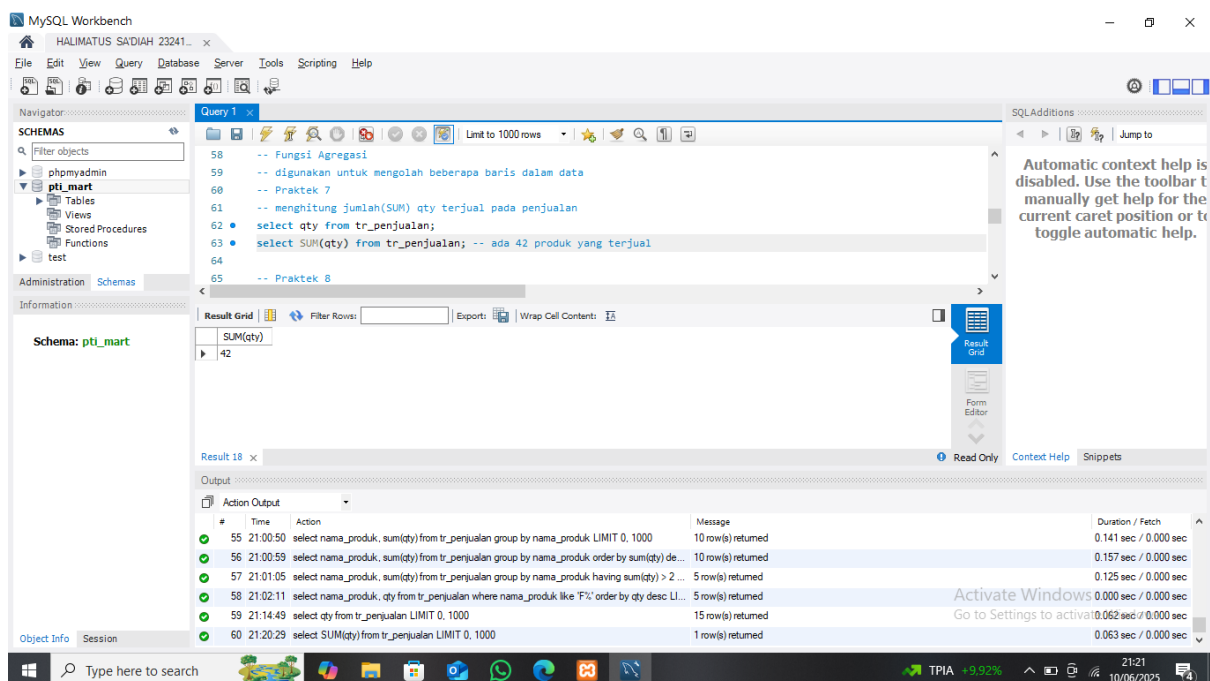 MySQL Workbench
HALIMATUS SA'DIAH 23241...
File Edit View Query Database Server Tools Scripting Help
Navigator
SCHEMAS
Filter objects
phpmyadmin
pti_mart
Tables
Views
Stored Procedures
Functions
test
Administration Schemas
Information
Schema: pti_mart
Object Info Session
Query 1
Limit to 1000 rows
58 -- Fungsi Agregasi
59 -- digunakan untuk mengolah beberapa baris dalam data
60 -- Praktek 7
61 -- menghitung jumlah(SUM) qty terjual pada penjualan
62 select qty from tr_penjualan;
63 select SUM(qty) from tr_penjualan; -- ada 42 produk yang terjual
64
65 -- Praktek 8
Result Grid Filter Rows: Export: Wrap Cell Content:
SUM(qty)
42
Result Grid
Form Editor
Result 18 Read Only
SQLAdditions
Jump to
Automatic context help is
disabled. Use the toolbar t
manually get help for the
current caret position or to
toggle automatic help.
Context Help Snippets
Output
Action Output
# Time Action Message Duration / Fetch
55 21:00:50 select nama_produk, sum(qty) from tr_penjualan group by nama_produk LIMIT 0, 1000 10 row(s) returned 0.141 sec / 0.000 sec
56 21:00:59 select nama_produk, sum(qty) from tr_penjualan group by nama_produk order by sum(qty) de... 10 row(s) returned 0.157 sec / 0.000 sec
57 21:01:05 select nama_produk, sum(qty) from tr_penjualan group by nama_produk having sum(qty) > 2 ... 5 row(s) returned 0.125 sec / 0.000 sec
58 21:02:11 select nama_produk, qty from tr_penjualan where nama_produk like 'F%' order by qty desc LI... 5 row(s) returned 0.000 sec / 0.000 sec
59 21:14:49 select qty from tr_penjualan LIMIT 0, 1000 15 row(s) returned 0.062 sec / 0.000 sec
60 21:20:29 select SUM(qty) from tr_penjualan LIMIT 0, 1000 1 row(s) returned 0.063 sec / 0.000 sec
Activate Windows
Go to Settings to activate Windows.
Type here to search
TPIA +9,92%
21:21
10/06/2025
4